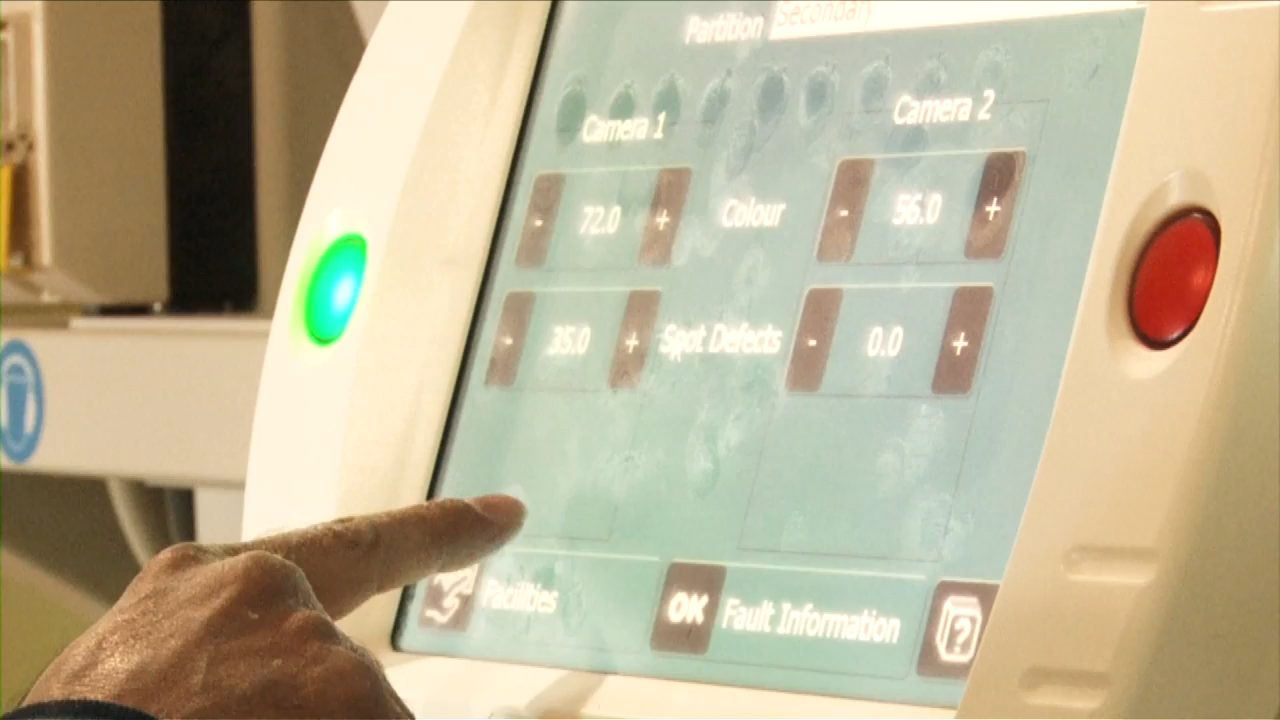 Partition Secondary
Camera 1 Camera 2
- 72.0 + Colour - 56.0 +
- 35.0 + Spot Defects - 0.0 +
Facilities OK Fault Information ?